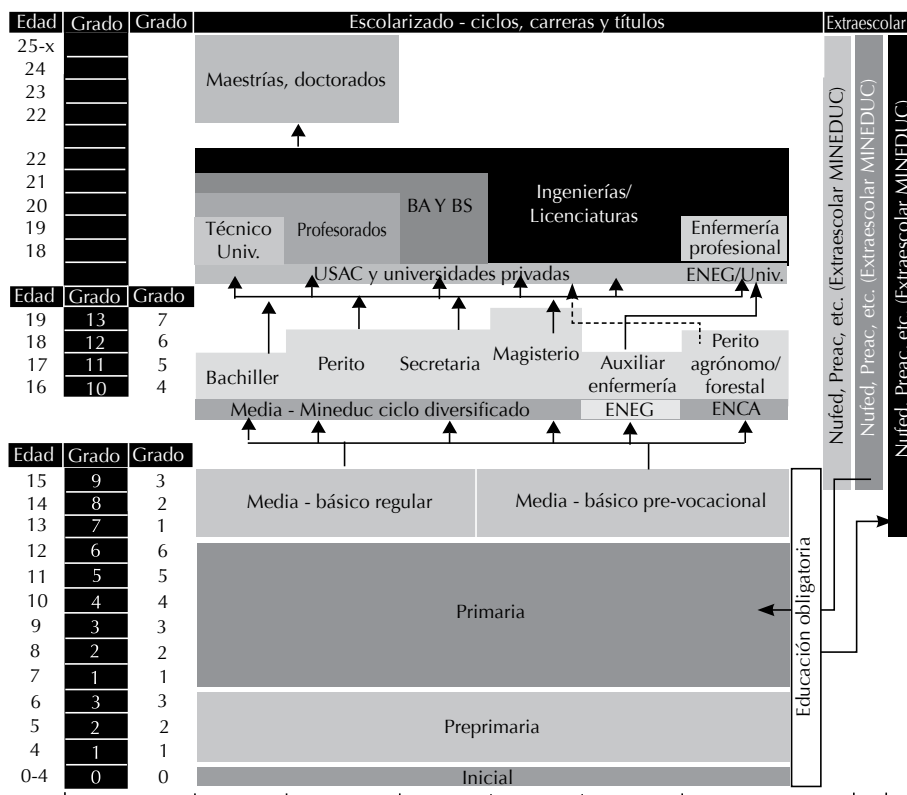 Edad Grado Grado Escolarizado - ciclos, carreras y títulos Extraescolar
25-x
24
23
22
22
21
20
19
18
Maestrías, doctorados
Ingenierías/
Licenciaturas
BA Y BS
Profesorados
Técnico
Univ.
Enfermería
profesional
USAC y universidades privadas
ENEG/Univ.
Edad Grado Grado
19 13 7
18 12 6
17 11 5
16 10 4
Bachiller
Perito
Secretaria
Magisterio
Auxiliar
enfermería
Perito
agrónomo/
forestal
Media - Mineduc ciclo diversificado
ENEG
ENCA
Edad Grado Grado
15 9 3
14 8 2
13 7 1
12 6 6
11 5 5
10 4 4
9 3 3
8 2 2
7 1 1
6 3 3
5 2 2
4 1 1
0-4 0 0
Media - básico regular
Media - básico pre-vocacional
Primaria
Preprimaria
Inicial
Educación obligatoria
Nufed, Preac, etc. (Extraescolar MINEDUC)
Nufed, Preac, etc. (Extraescolar MINEDUC)
Nufed, Preac, etc. (Extraescolar MINEDUC)